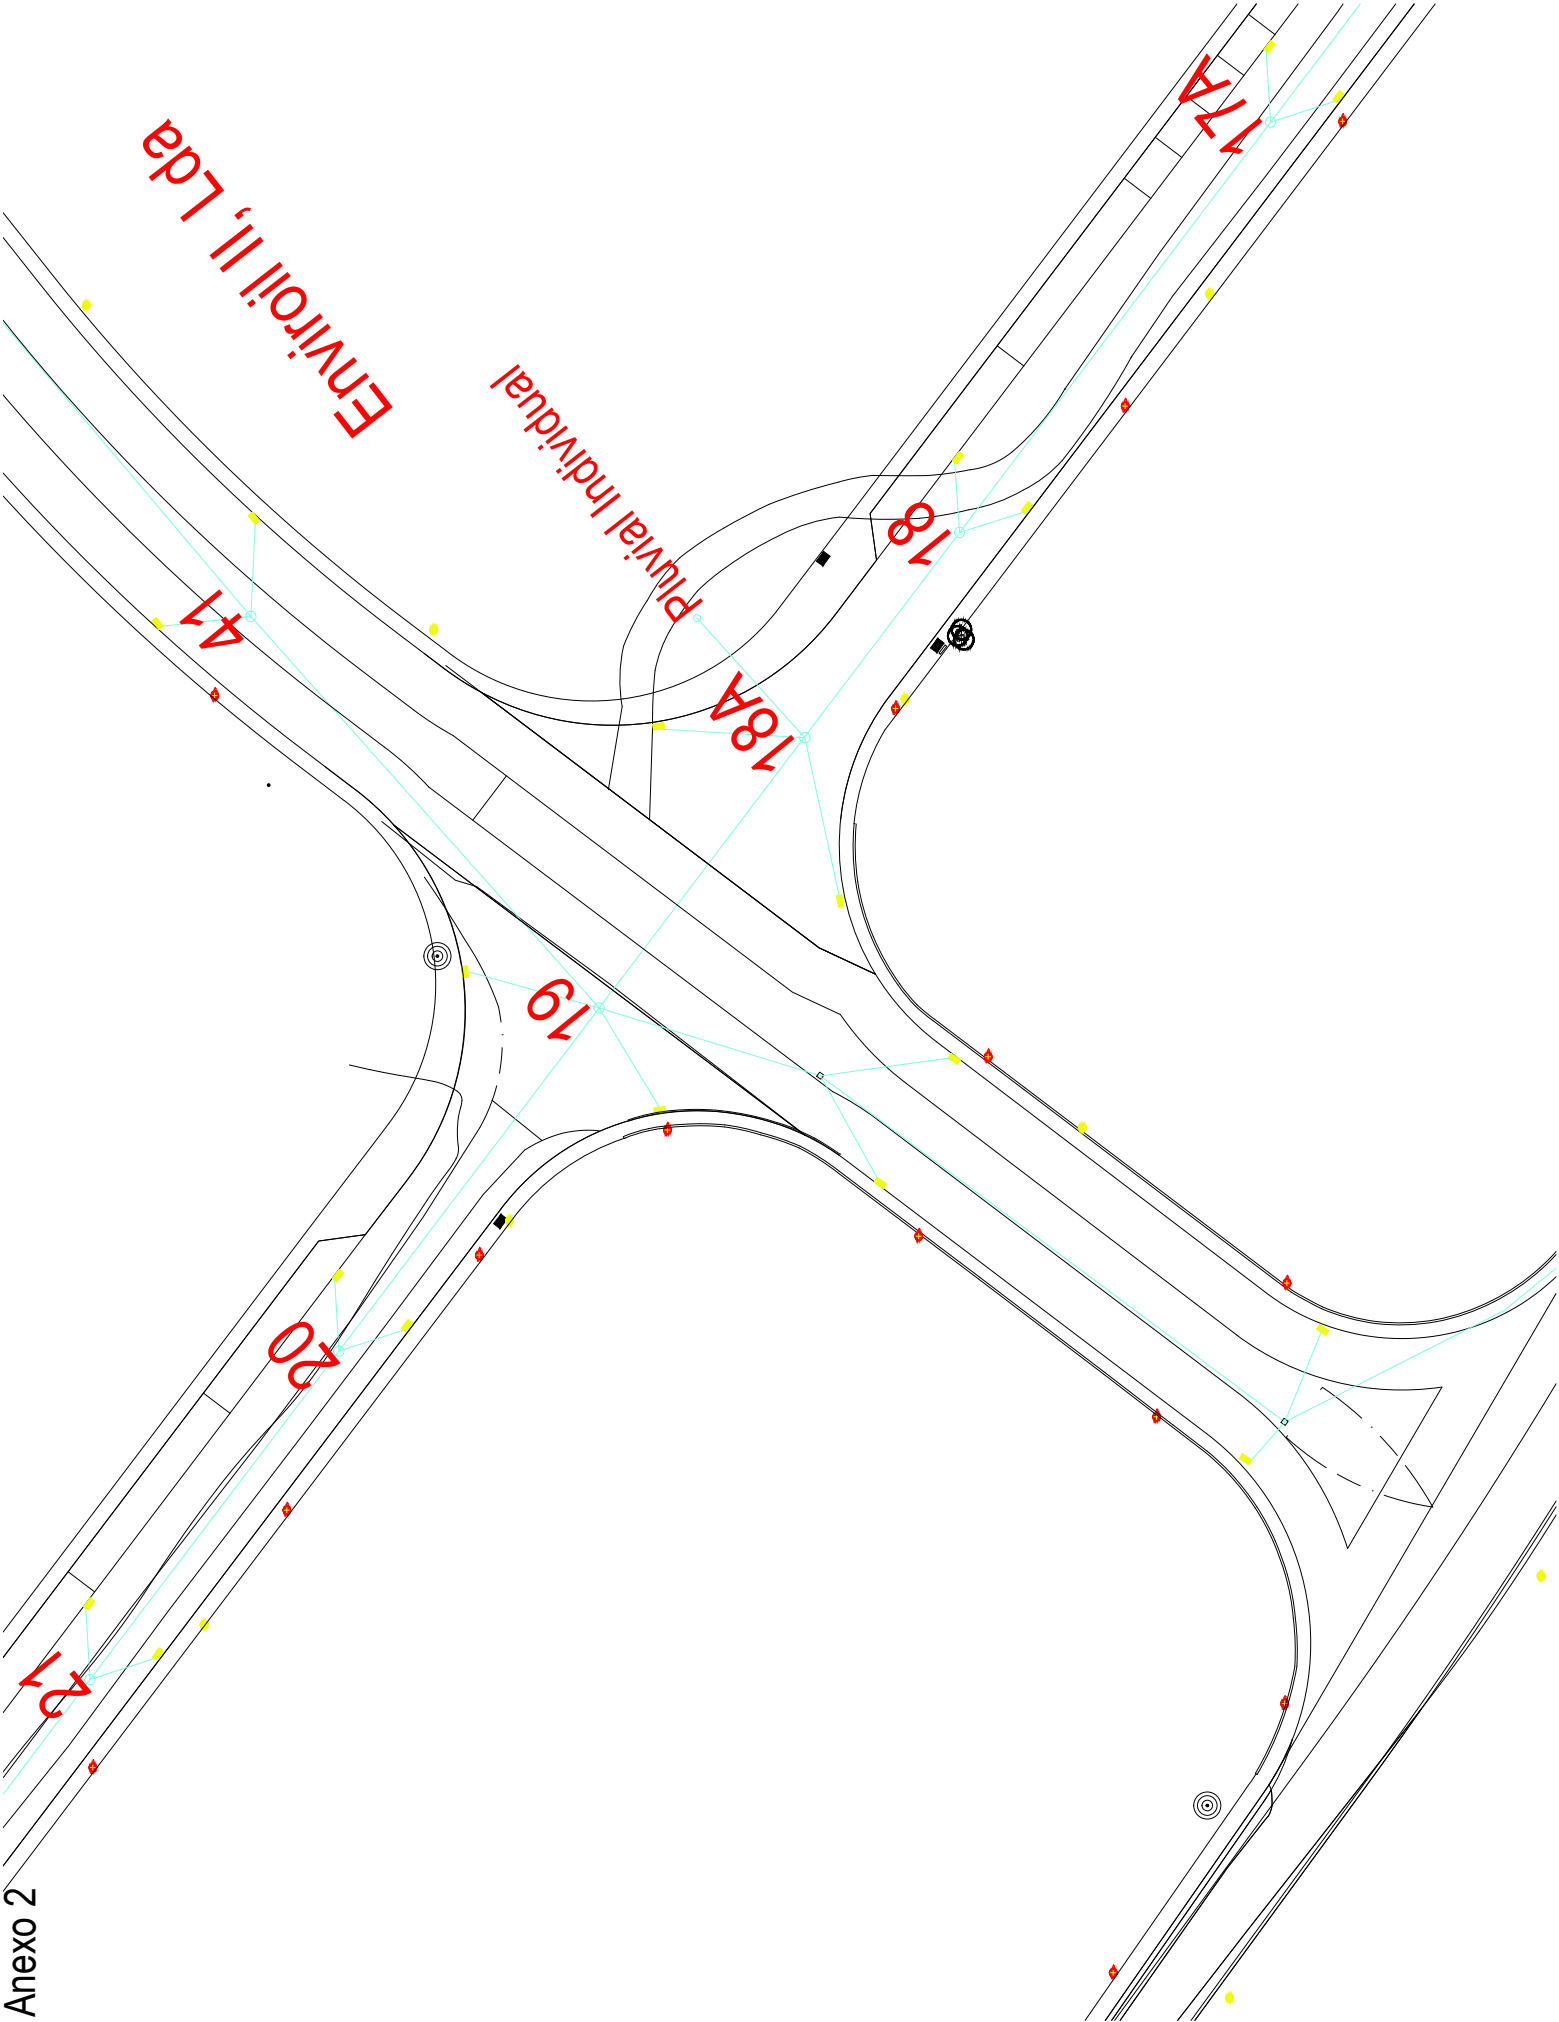 17A
Enviroil II, Lda
Pluvial Individual
18
41
18A
19
20
21
Anexo 2